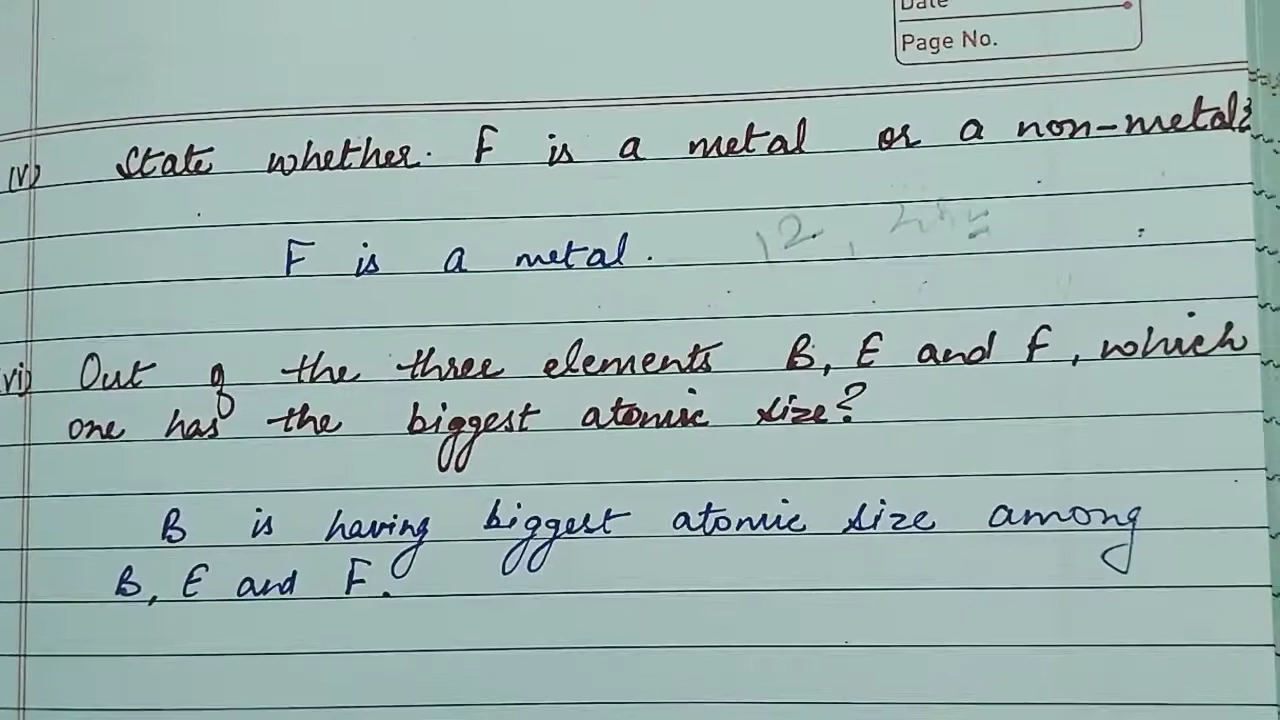 Date
Page No.
(v) State whether F is a metal or a non-metal?
F is a metal. 12,
vi) Out of the three elements B, E and F, which
one has the biggest atomic size?
B is having biggest atomic size among
B, E and F.